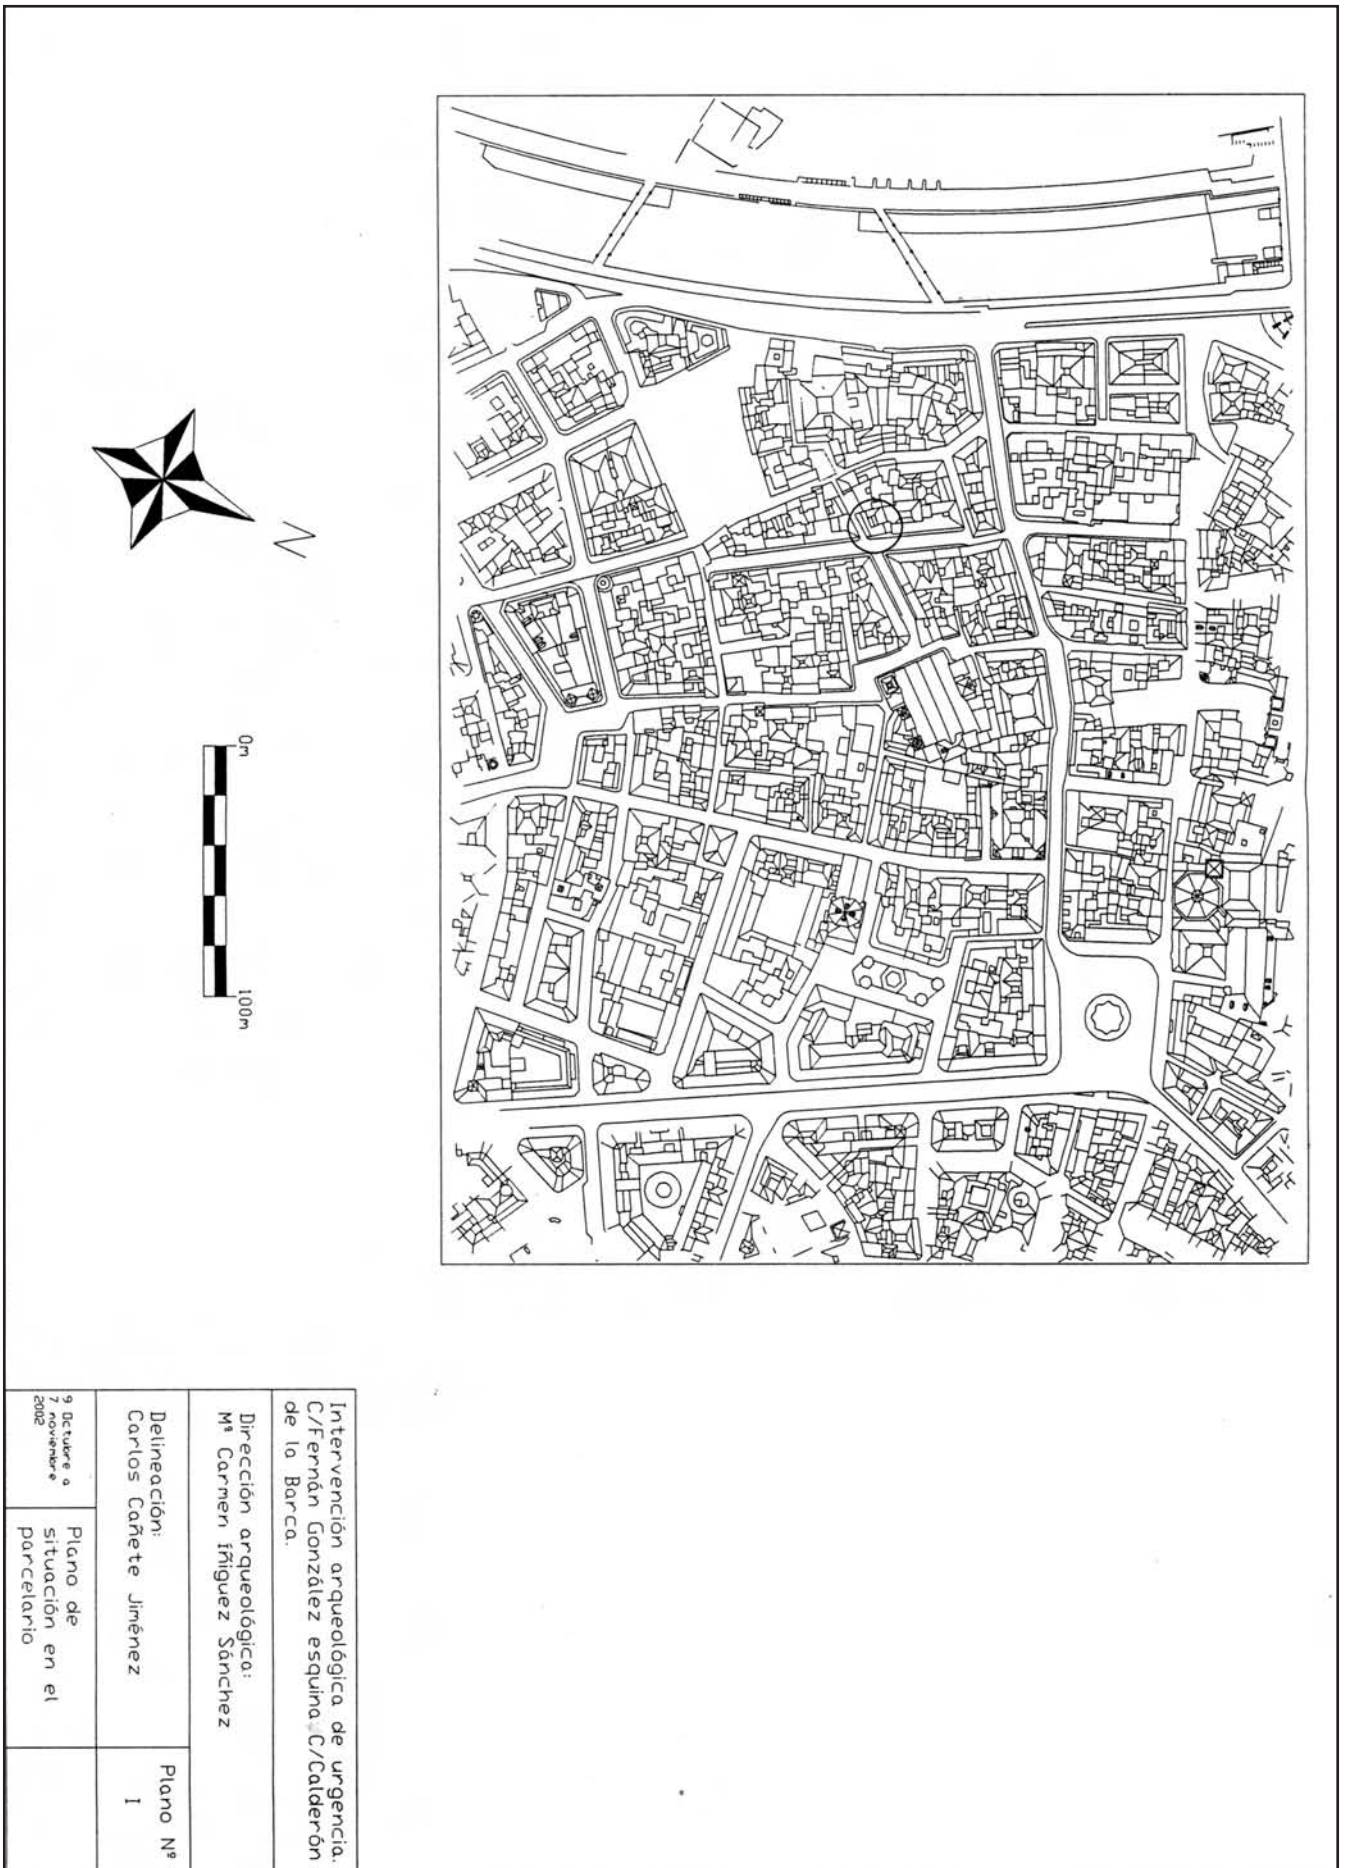 N
0m
100m
Intervención arqueológica de urgencia.
C/Fernán González esquina C/Calderón
de la Barca.
Dirección arqueológica:
Mª Carmen Íñiguez Sánchez
Delineación:
Carlos Cañete Jiménez
Plano Nº
I
9 Octubre a
7 noviembre
2002
Plano de
situación en el
parcelario